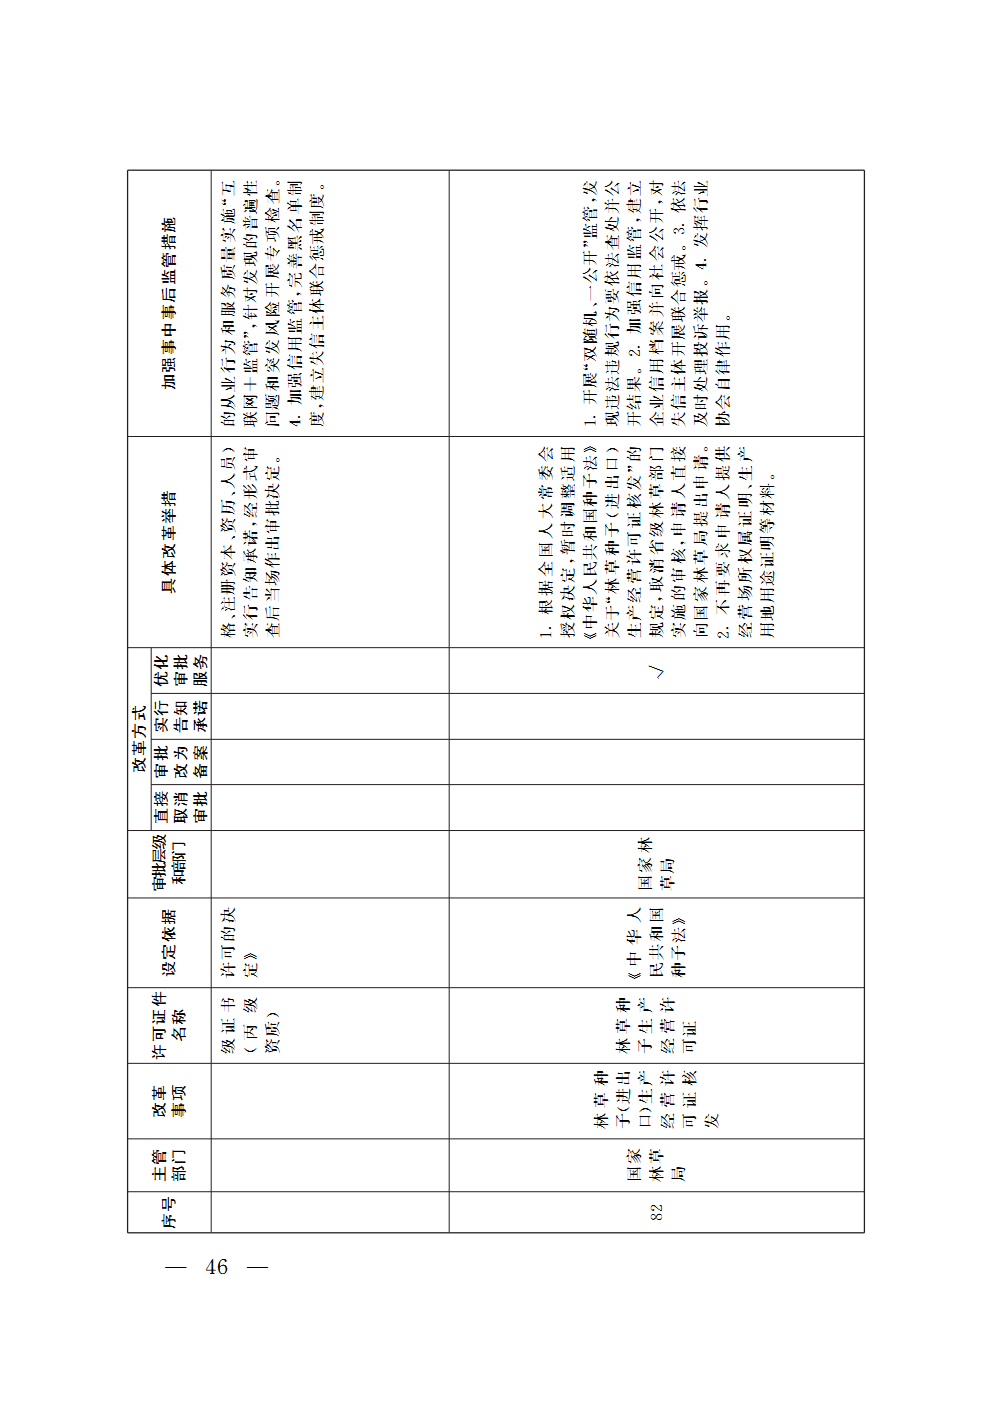 序号
主管
部门
改革
事项
许可证件
名称
设定依据
审批层级
和部门
改革方式
直接
取消
审批
审批
改为
备案
实行
告知
承诺
优化
审批
服务
具体改革举措
加强事中事后监管措施
级证书
(丙级
资质)
许可的决
定》
格、注册资本、资历、人员)
实行告知承诺,经形式审
查后当场作出审批决定。
的从业行为和服务质量实施“互
联网＋监管”,针对发现的普遍性
问题和突发风险开展专项检查。
4. 加强信用监管,完善黑名单制
度,建立失信主体联合惩戒制度。
82
国家
林草
局
林草种
子(进出
口)生产
经营许
可证核
发
林草种
子生产
经营许
可证
《中华人
民共和国
种子法》
国家林
草局
√
1. 根据全国人大常委会
授权决定,暂时调整适用
《中华人民共和国种子法》
关于“林草种子(进出口)
生产经营许可证核发”的
规定,取消省级林草部门
实施的审核,申请人直接
向国家林草局提出申请。
2. 不再要求申请人提供
经营场所权属证明、生产
用地用途证明等材料。
1. 开展“双随机、一公开”监管,发
现违法违规行为要依法查处并公
开结果。2. 加强信用监管,建立
企业信用档案并向社会公开,对
失信主体开展联合惩戒。3. 依法
及时处理投诉举报。4. 发挥行业
协会自律作用。
— 46 —